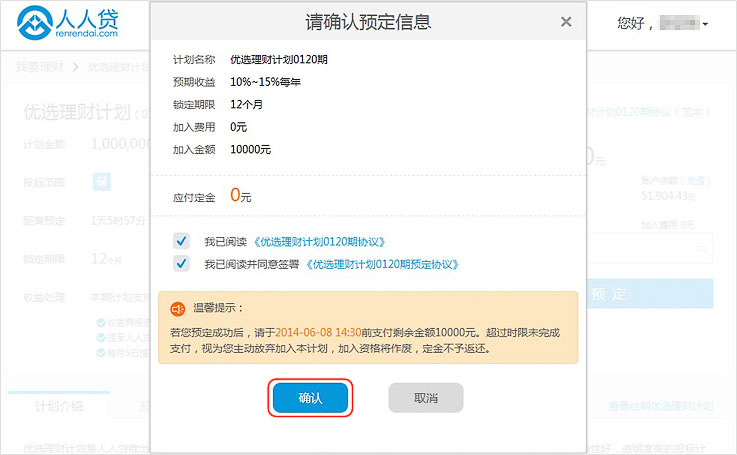 人人贷
renrendai.com
请确认预定信息
您好，
我要理财
优选理财计划
计划名称 优选理财计划0120期
预期收益 10%~15%每年
锁定期限 12个月
加入费用 0元
加入金额 10000元
应付定金 0元
我已阅读 《优选理财计划0120期协议》
我已阅读并同意签署 《优选理财计划0120期预定协议》
温馨提示：
若您预定成功后，请于2014-06-08 14:30前支付剩余金额10000元。超过时限未完成
支付，视为您主动放弃加入本计划，加入资格将作废，定金不予返还。
确认
取消
优选理财计划
计划金额 1,000,000
投标范围 保
距离预定 1天5时57分
锁定期限 12个月
收益处理 本期计划支
计划0120期协议（范本）
元
账户余额（充值）
51,904.43元
加入费用 0元
元
预定
计划介绍
查看往期优选理财计划
优选理财计划是人人贷推出